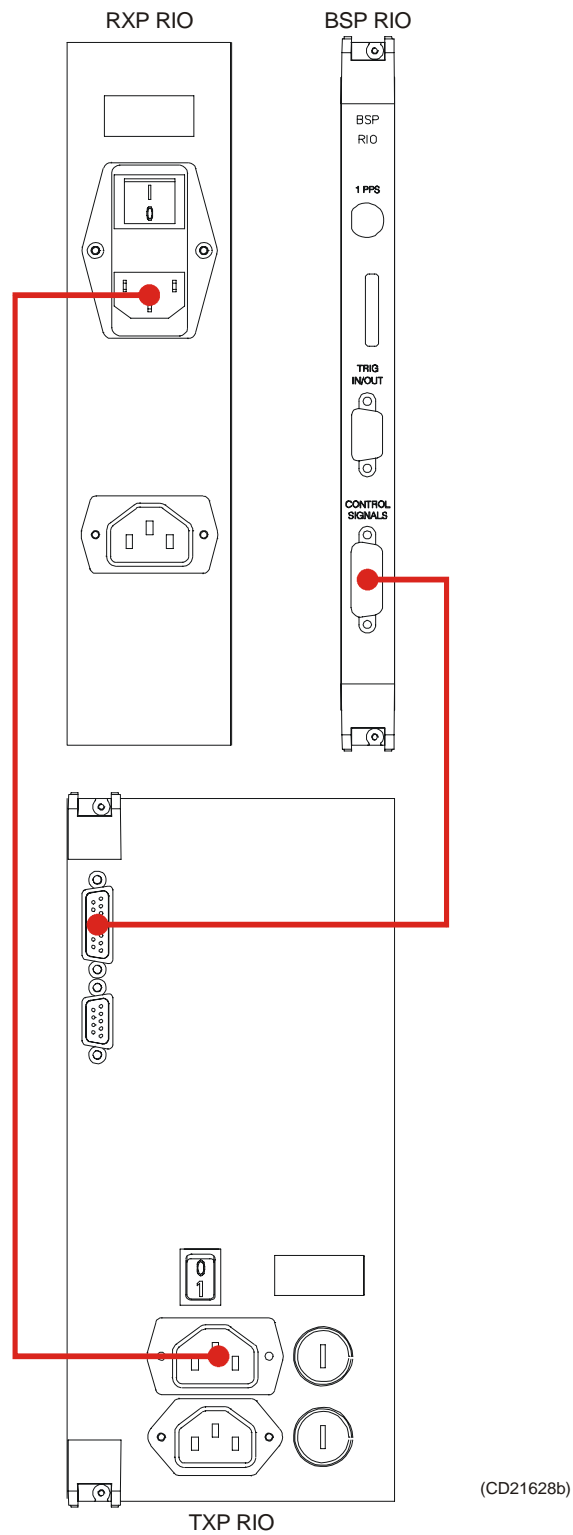 RXP RIO
BSP RIO
I
0
BSP
RIO
1 PPS
TRIG
IN/OUT
CONTROL
SIGNALS
0
1
TXP RIO
(CD21628b)